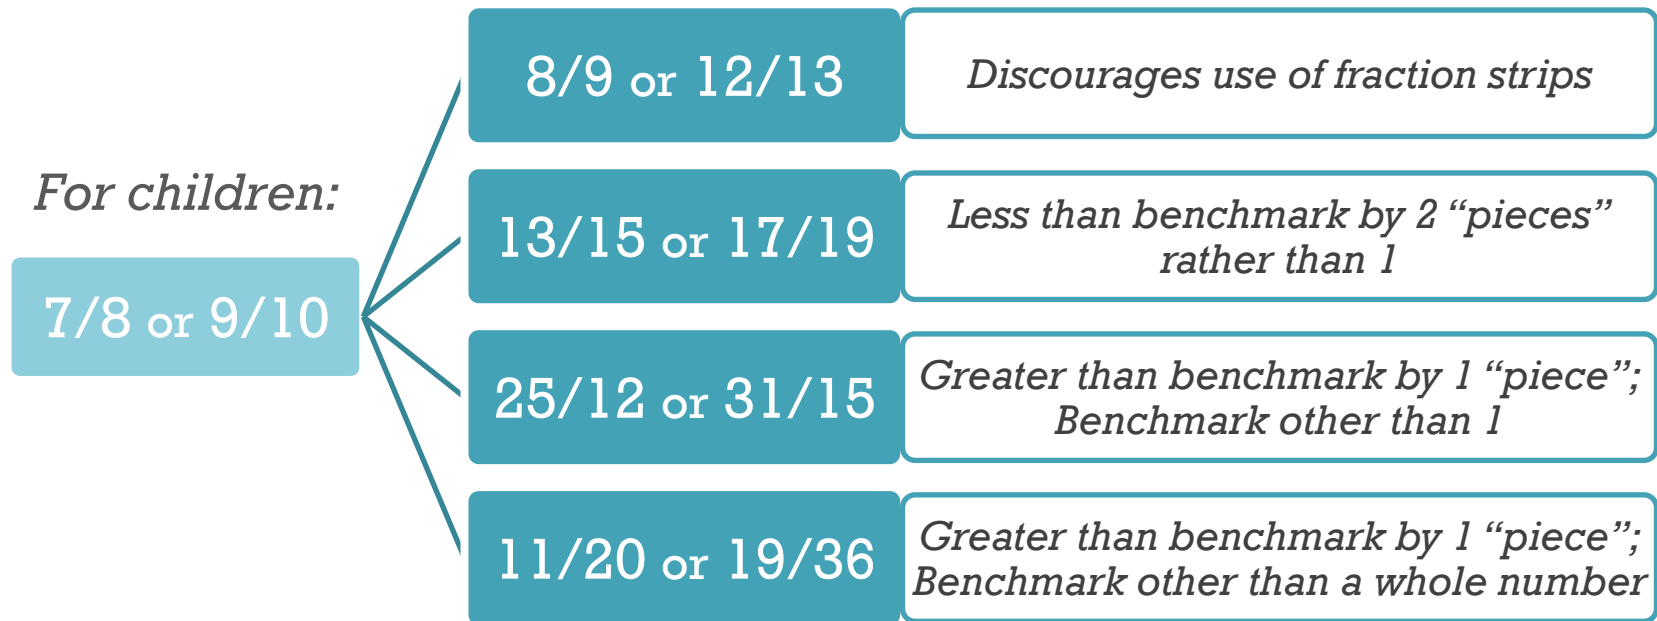 For children:
7/8 or 9/10
8/9 or 12/13
Discourages use of fraction strips
13/15 or 17/19
Less than benchmark by 2 “pieces”
rather than 1
25/12 or 31/15
Greater than benchmark by 1 “piece”;
Benchmark other than 1
11/20 or 19/36
Greater than benchmark by 1 “piece”;
Benchmark other than a whole number